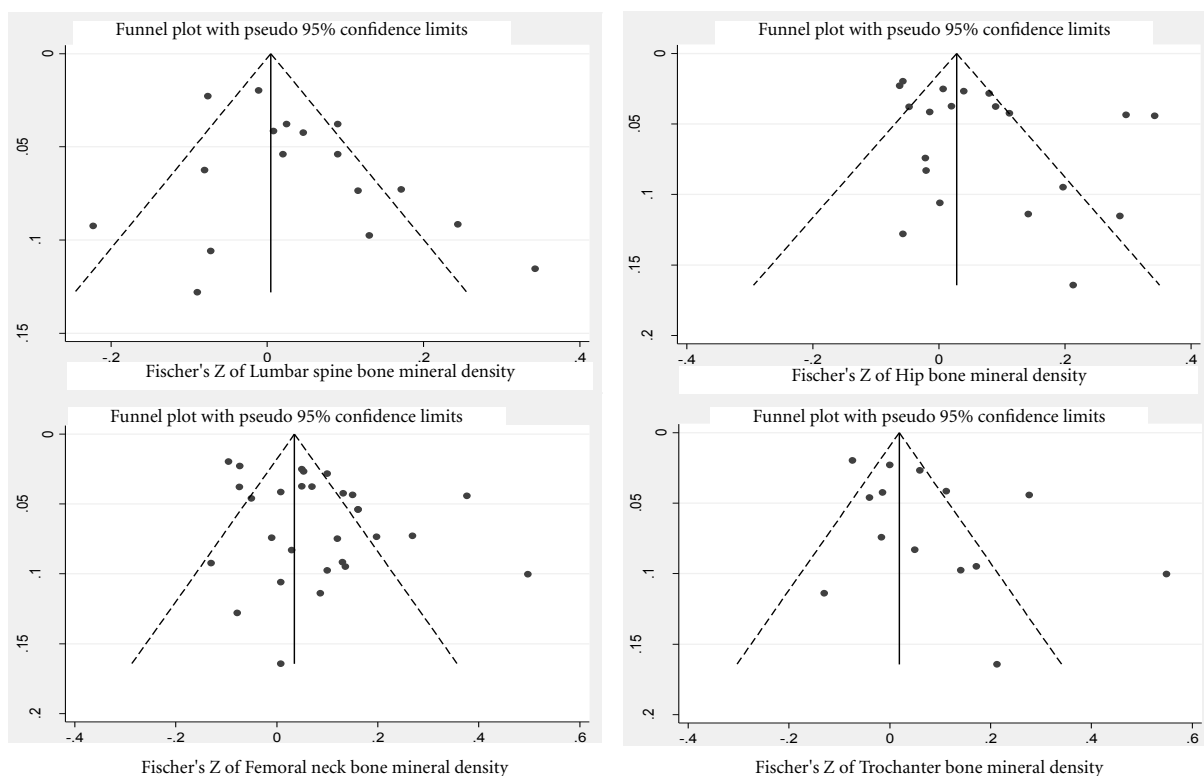 Funnel plot with pseudo 95% confidence limits
0
.05
.1
.15
-.2 0 .2 .4
Fischer's Z of Lumbar spine bone mineral density
Funnel plot with pseudo 95% confidence limits
0
.05
.1
.15
.2
-.4 -.2 0 .2 .4
Fischer's Z of Hip bone mineral density
Funnel plot with pseudo 95% confidence limits
0
.05
.1
.15
.2
-.4 -.2 0 .2 .4 .6
Fischer's Z of Femoral neck bone mineral density
Funnel plot with pseudo 95% confidence limits
0
.05
.1
.15
.2
-.4 -.2 0 .2 .4 .6
Fischer's Z of Trochanter bone mineral density